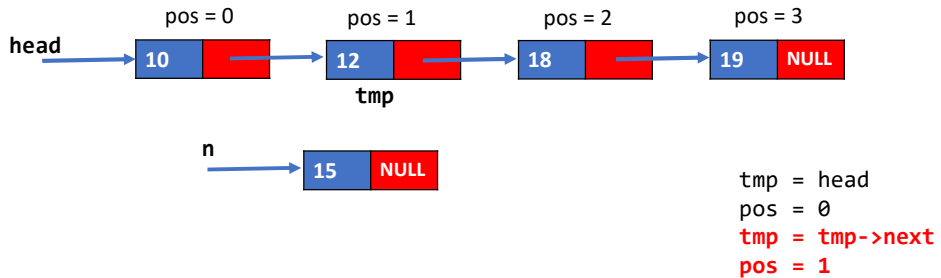 pos = 0 pos = 1 pos = 2 pos = 3
head
10 12 18 19 NULL
tmp
n
15 NULL
tmp = head
pos = 0
tmp = tmp->next
pos = 1